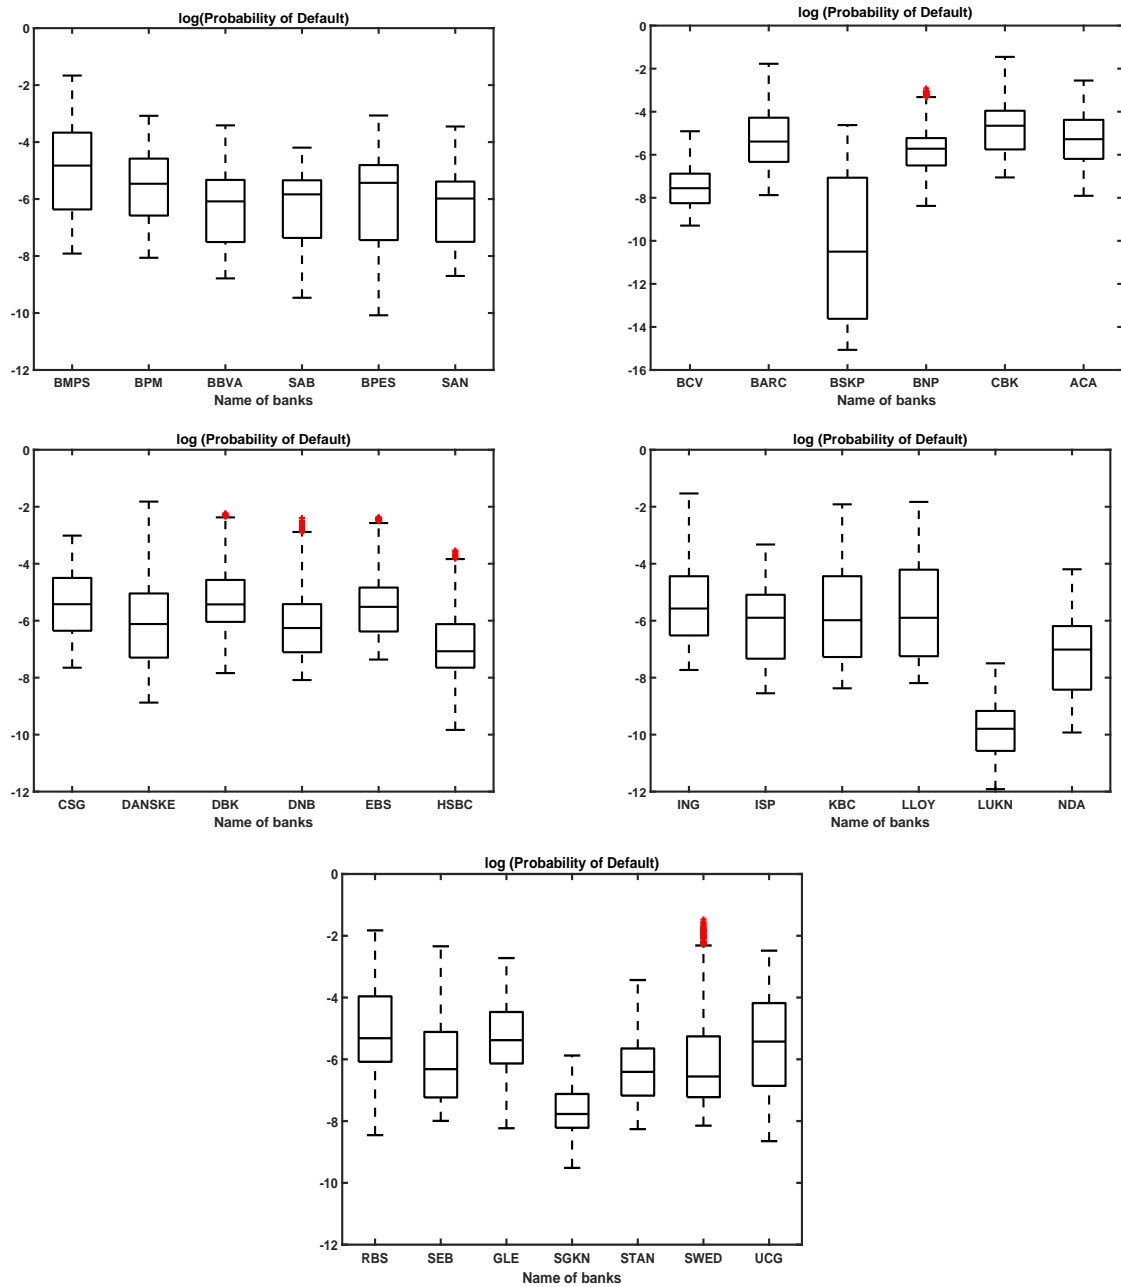 log(Probability of Default)
0
-2
-4
-6
-8
-10
-12
BMPS BPM BBVA SAB BPES SAN
Name of banks
log (Probability of Default)
0
-2
-4
-6
-8
-10
-12
-14
-16
BCV BARC BSKP BNP CBK ACA
Name of banks
log (Probability of Default)
0
-2
-4
-6
-8
-10
-12
CSG DANSKE DBK DNB EBS HSBC
Name of banks
log (Probability of Default)
0
-2
-4
-6
-8
-10
-12
ING ISP KBC LLOY LUKN NDA
Name of banks
log (Probability of Default)
0
-2
-4
-6
-8
-10
-12
RBS SEB GLE SGKN STAN SWED UCG
Name of banks